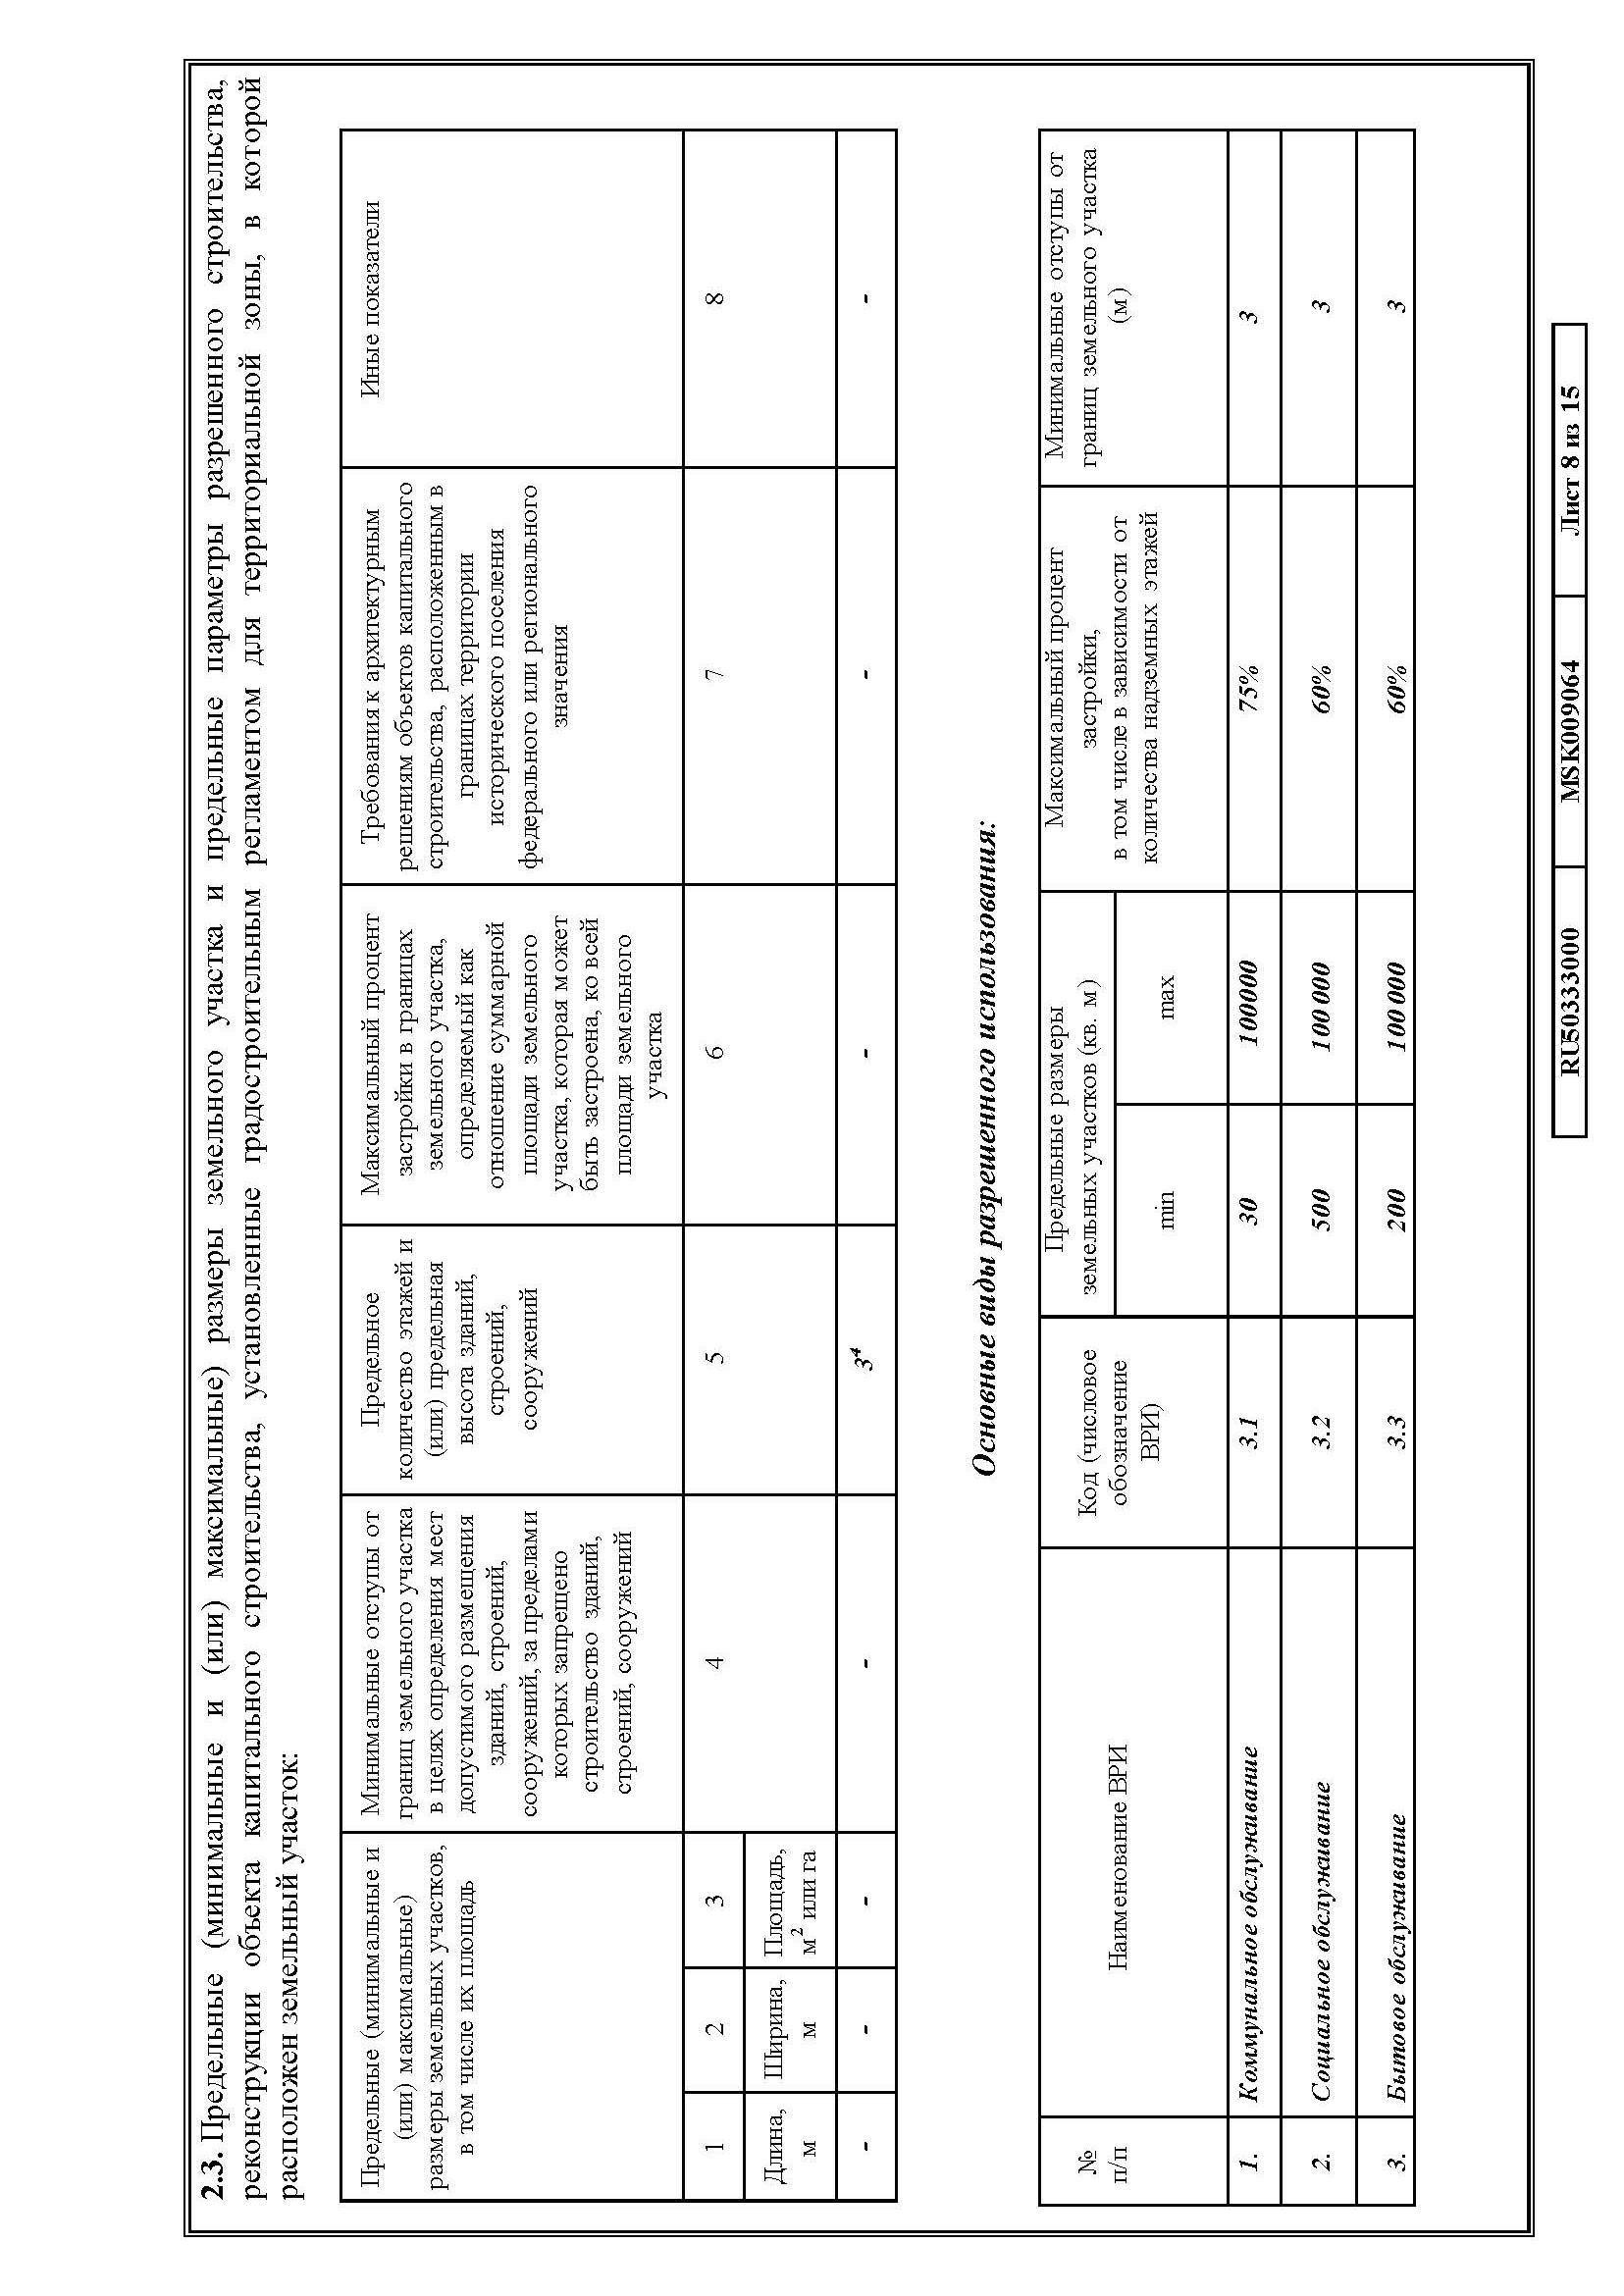 2.3. Предельные (минимальные и (или) максимальные) размеры земельного участка и предельные параметры разрешенного строительства,
реконструкции объекта капитального строительства, установленные градостроительным регламентом для территориальной зоны, в которой
расположен земельный участок:
Предельные (минимальные и
(или) максимальные)
размеры земельных участков,
в том числе их площадь
Минимальные отступы от
границ земельного участка
в целях определения мест
допустимого размещения
зданий, строений,
сооружений, за пределами
которых запрещено
строительство зданий,
строений, сооружений
Предельное
количество этажей и
(или) предельная
высота зданий,
строений,
сооружений
Максимальный процент
застройки в границах
земельного участка,
определяемый как
отношение суммарной
площади земельного
участка, которая может
быть застроена, ко всей
площади земельного
участка
Требования к архитектурным
решениям объектов капитального
строительства, расположенным в
границах территории
исторического поселения
федерального или регионального
значения
Иные показатели
1 2 3 4 5 6 7 8
Длина,
м
Ширина,
м
Площадь,
м² или га
- - - - 3⁴ - - -
Основные виды разрешенного использования:
№
п/п
Наименование ВРИ
Код (числовое
обозначение
ВРИ)
Предельные размеры
земельных участков (кв. м)
min max
Максимальный процент
застройки,
в том числе в зависимости от
количества надземных этажей
Минимальные отступы от
границ земельного участка
(м)
1. Коммунальное обслуживание 3.1 30 100000 75% 3
2. Социальное обслуживание 3.2 500 100 000 60% 3
3. Бытовое обслуживание 3.3 200 100 000 60% 3
RU50333000 MSK009064 Лист 8 из 15